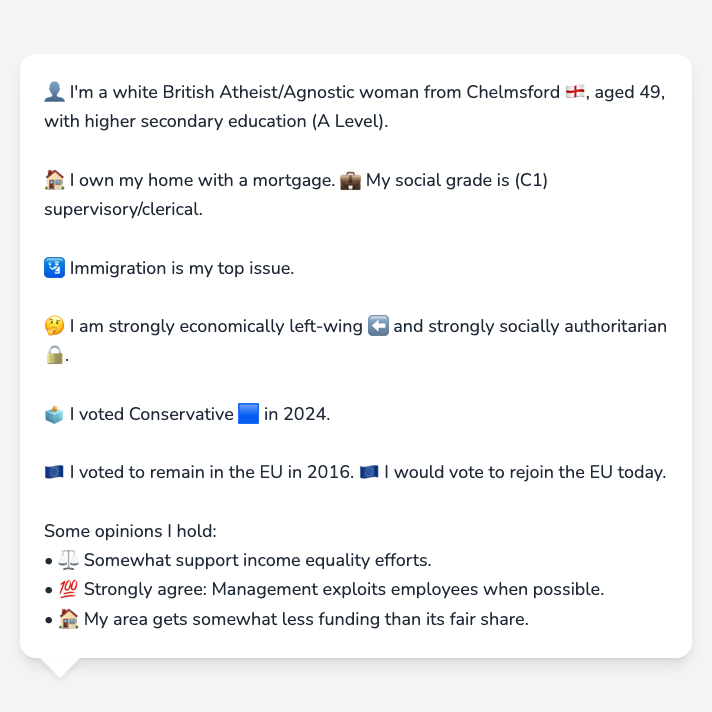 👤 I'm a white British Atheist/Agnostic woman from Chelmsford 🏴󠁧󠁢󠁥󠁮󠁧󠁿, aged 49,
with higher secondary education (A Level).
🏠 I own my home with a mortgage. 💼 My social grade is (C1)
supervisory/clerical.
🛂 Immigration is my top issue.
🤔 I am strongly economically left-wing ⬅️ and strongly socially authoritarian
🔒.
🗳️ I voted Conservative 🟦 in 2024.
🇪🇺 I voted to remain in the EU in 2016. 🇪🇺 I would vote to rejoin the EU today.
Some opinions I hold:
• ⚖️ Somewhat support income equality efforts.
• 💯 Strongly agree: Management exploits employees when possible.
• 🏠 My area gets somewhat less funding than its fair share.